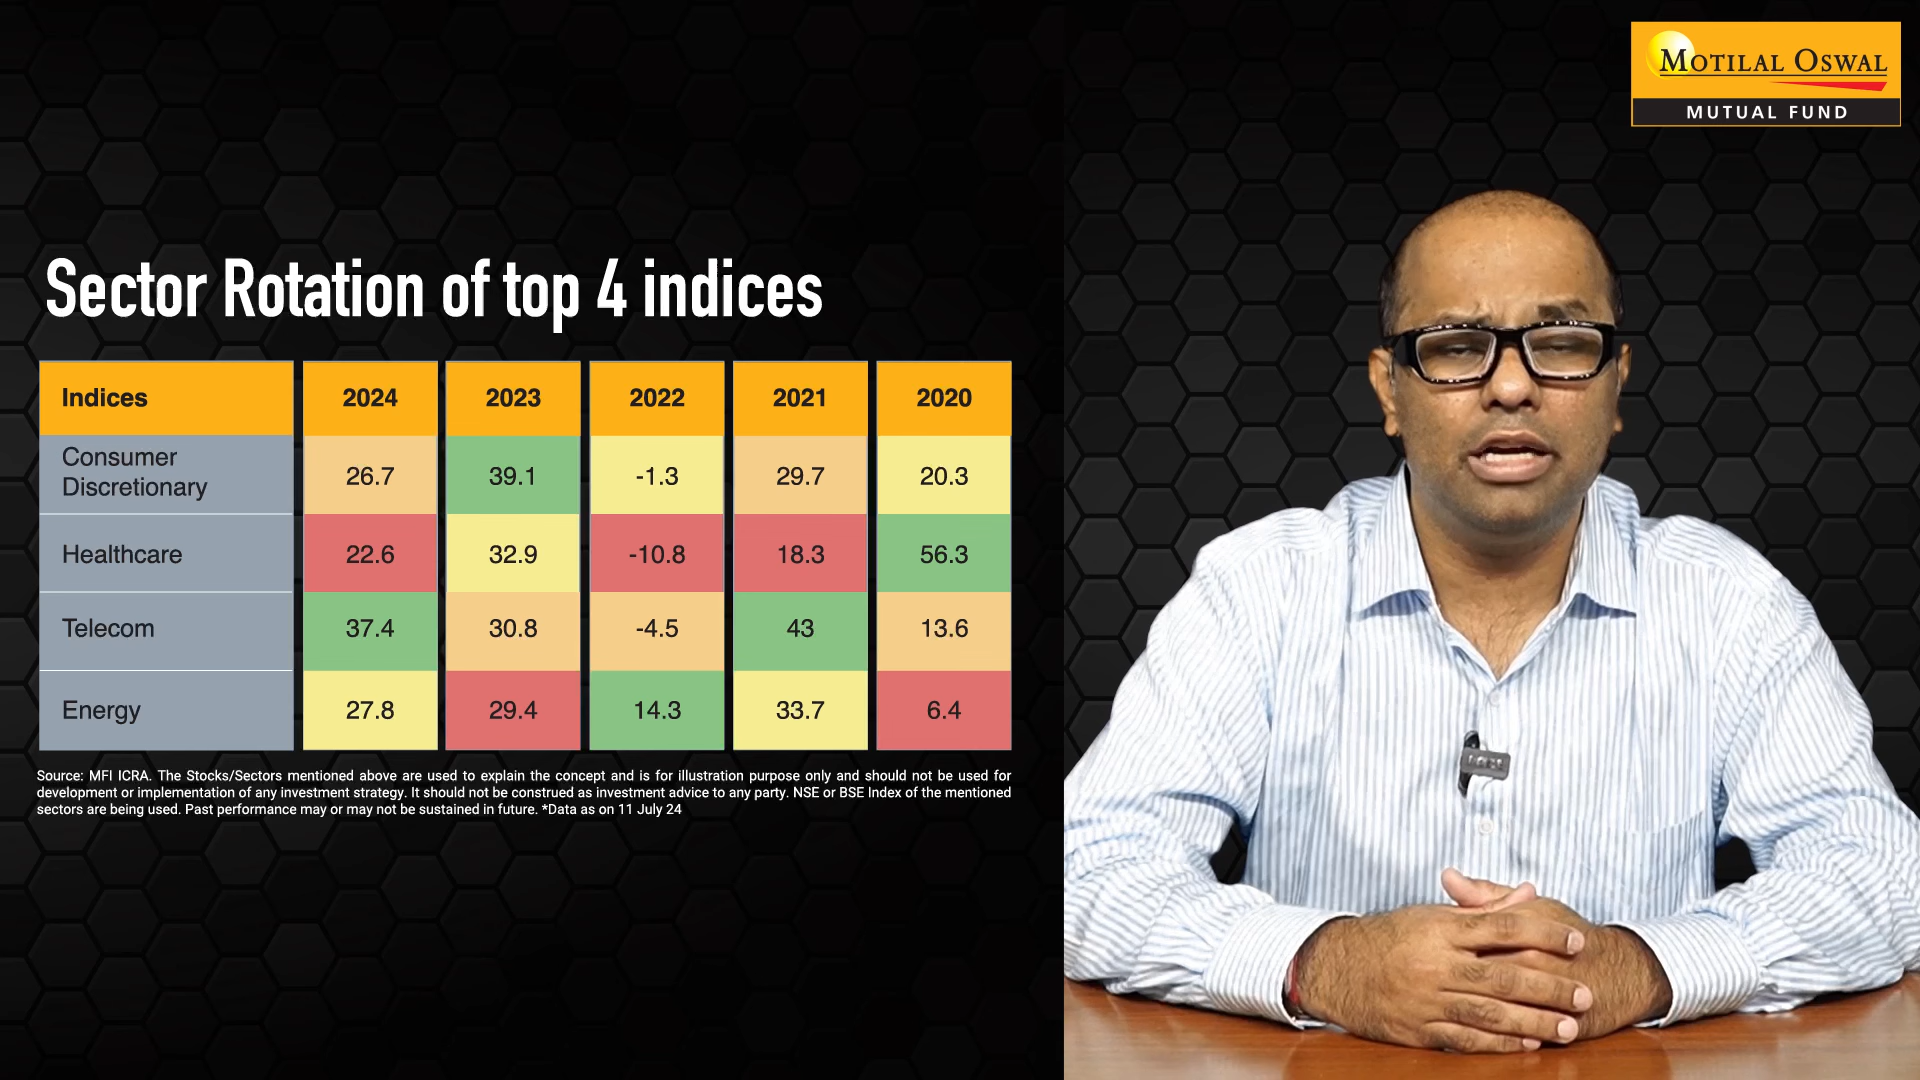 MOTILAL OSWAL
MUTUAL FUND
Sector Rotation of top 4 indices
Indices 2024 2023 2022 2021 2020
Consumer
Discretionary 26.7 39.1 -1.3 29.7 20.3
Healthcare 22.6 32.9 -10.8 18.3 56.3
Telecom 37.4 30.8 -4.5 43 13.6
Energy 27.8 29.4 14.3 33.7 6.4
Source: MFI ICRA. The Stocks/Sectors mentioned above are used to explain the concept and is for illustration purpose only and should not be used for
development or implementation of any investment strategy. It should not be construed as investment advice to any party. NSE or BSE Index of the mentioned
sectors are being used. Past performance may or may not be sustained in future. *Data as on 11 July 24